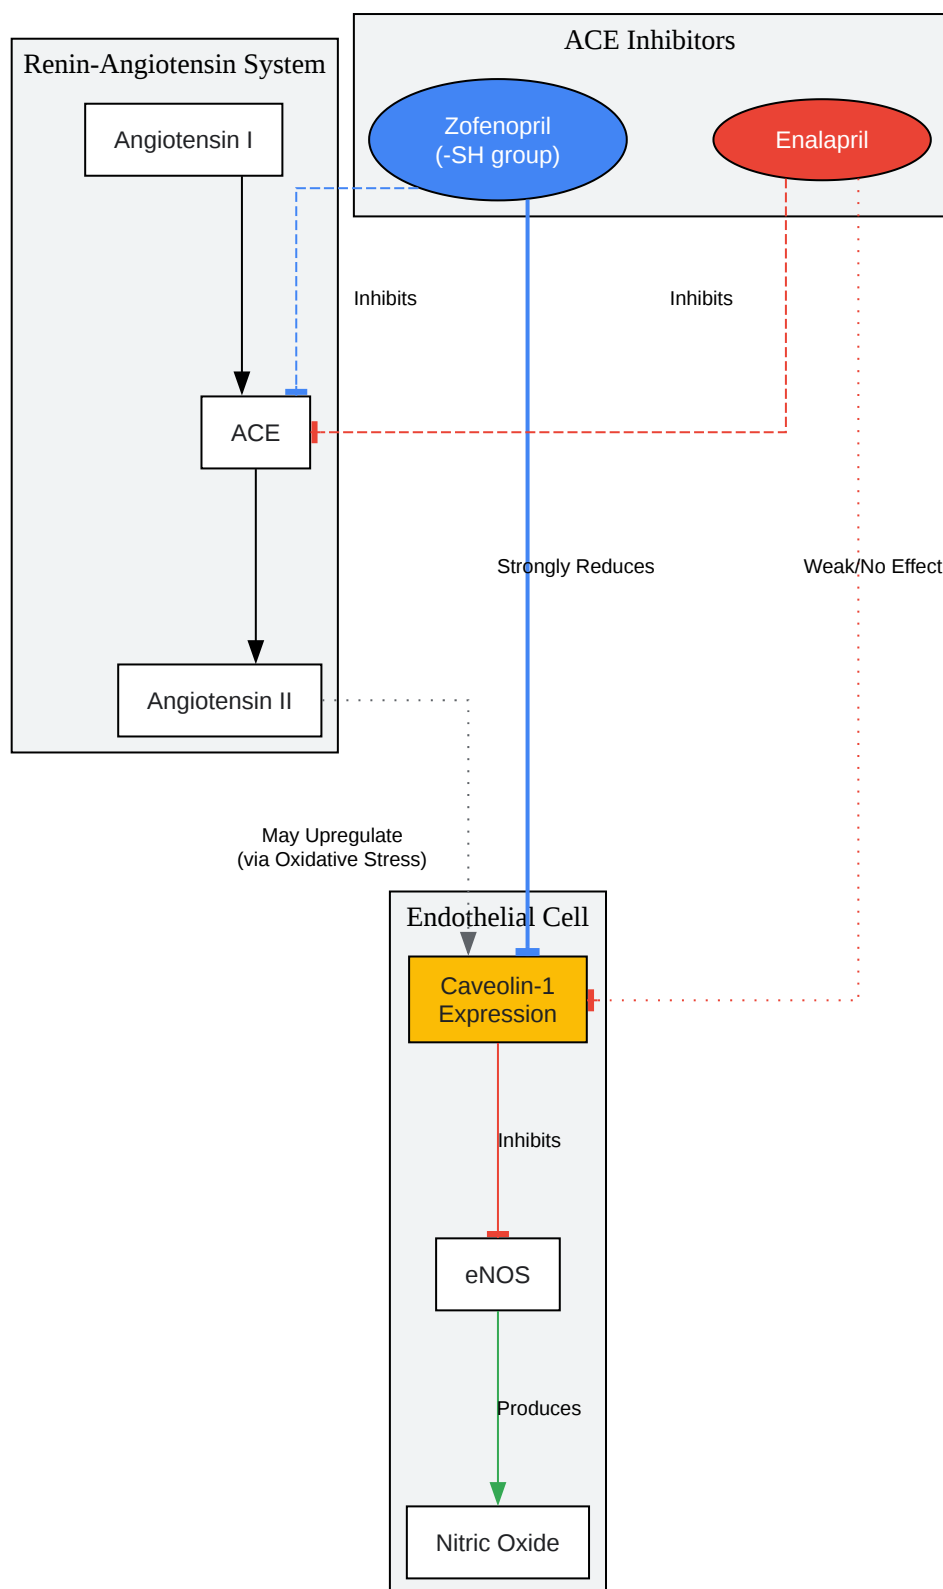 ACE Inhibitors
Renin-Angiotensin System
Angiotensin I
Zofenopril
(-SH group)
Enalapril
Inhibits
Inhibits
ACE
Strongly Reduces
Weak/No Effect
Angiotensin II
May Upregulate
(via Oxidative Stress)
Endothelial Cell
Caveolin-1
Expression
Inhibits
eNOS
Produces
Nitric Oxide